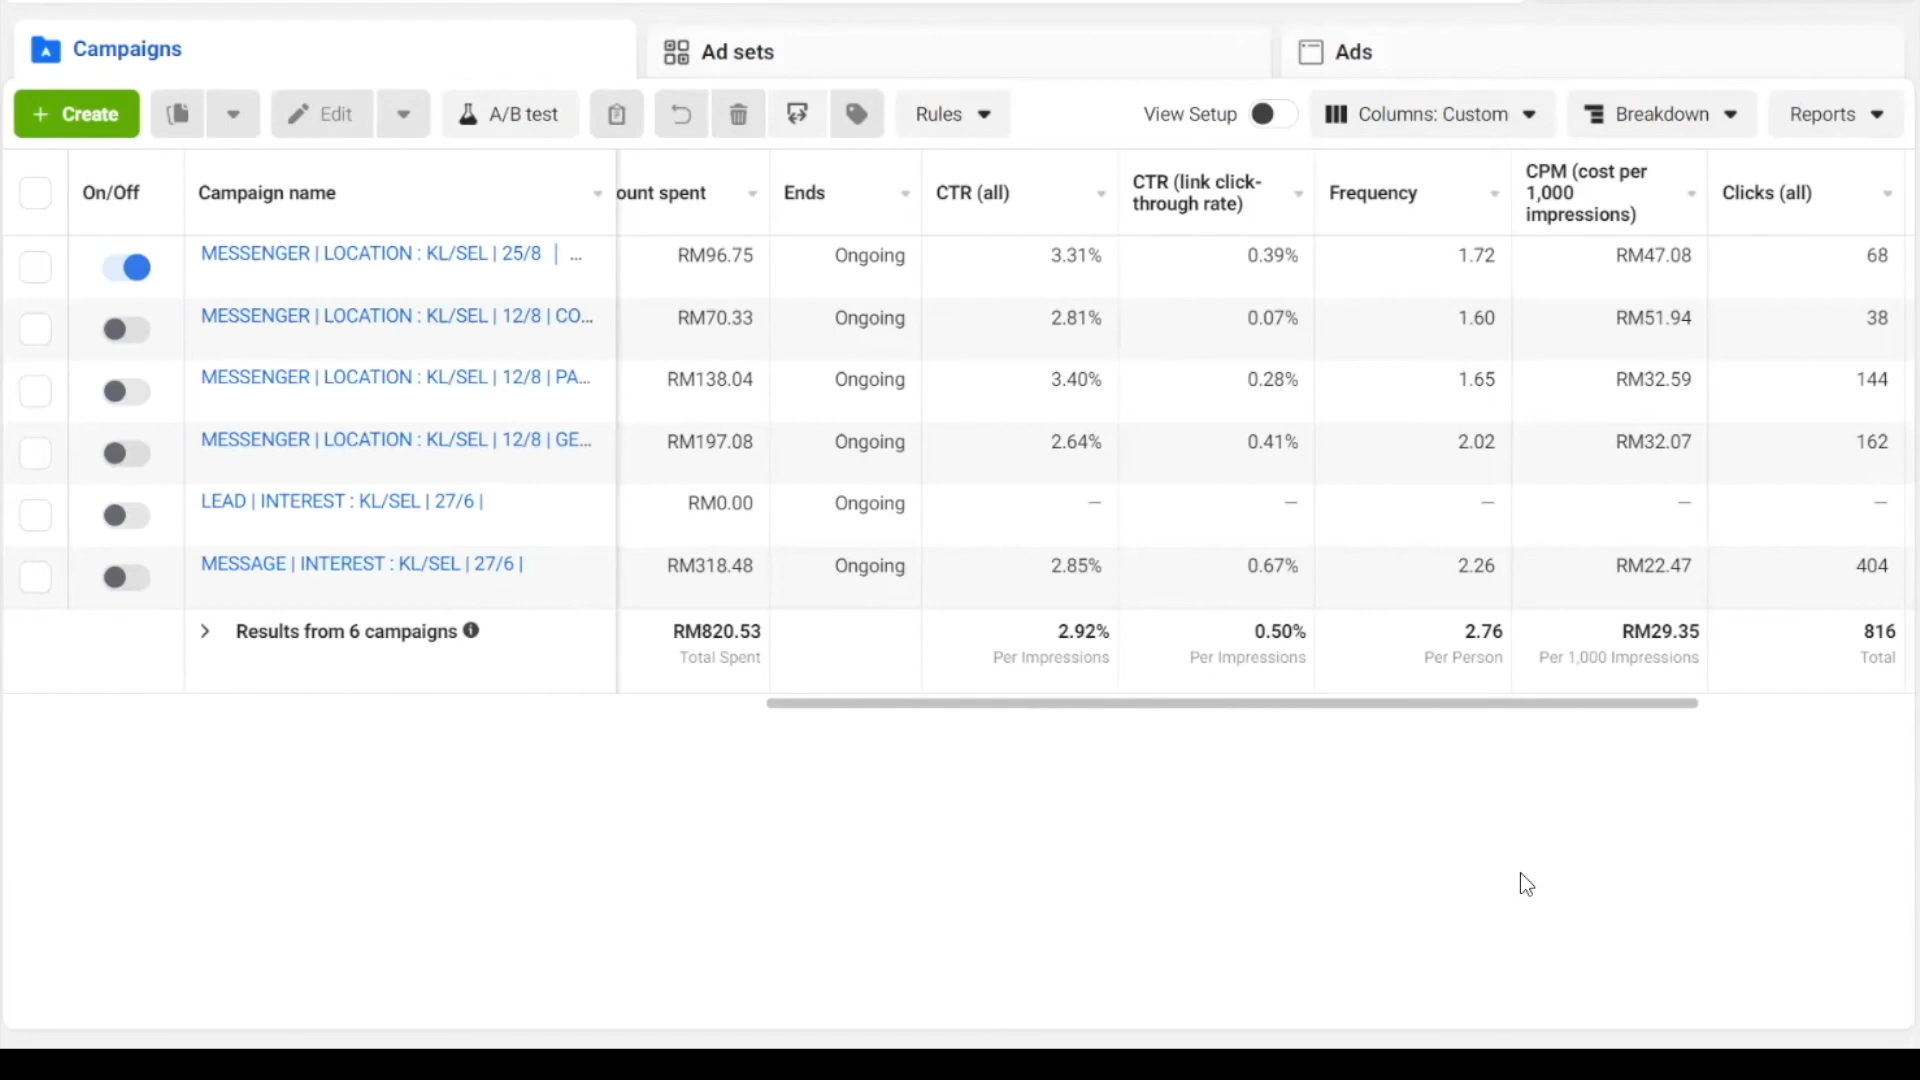 Campaigns
Ad sets
Ads
+ Create
Edit
A/B test
Rules
View Setup
Columns: Custom
Breakdown
Reports
On/Off
Campaign name
ount spent
Ends
CTR (all)
CTR (link click-
through rate)
Frequency
CPM (cost per
1,000
impressions)
Clicks (all)
MESSENGER | LOCATION : KL/SEL | 25/8 | ... RM96.75 Ongoing 3.31% 0.39% 1.72 RM47.08 68
MESSENGER | LOCATION : KL/SEL | 12/8 | CO... RM70.33 Ongoing 2.81% 0.07% 1.60 RM51.94 38
MESSENGER | LOCATION : KL/SEL | 12/8 | PA... RM138.04 Ongoing 3.40% 0.28% 1.65 RM32.59 144
MESSENGER | LOCATION : KL/SEL | 12/8 | GE... RM197.08 Ongoing 2.64% 0.41% 2.02 RM32.07 162
LEAD | INTEREST : KL/SEL | 27/6 | RM0.00 Ongoing — — — — —
MESSAGE | INTEREST : KL/SEL | 27/6 | RM318.48 Ongoing 2.85% 0.67% 2.26 RM22.47 404
Results from 6 campaigns RM820.53 2.92% 0.50% 2.76 RM29.35 816
Total Spent Per Impressions Per Impressions Per Person Per 1,000 Impressions Total